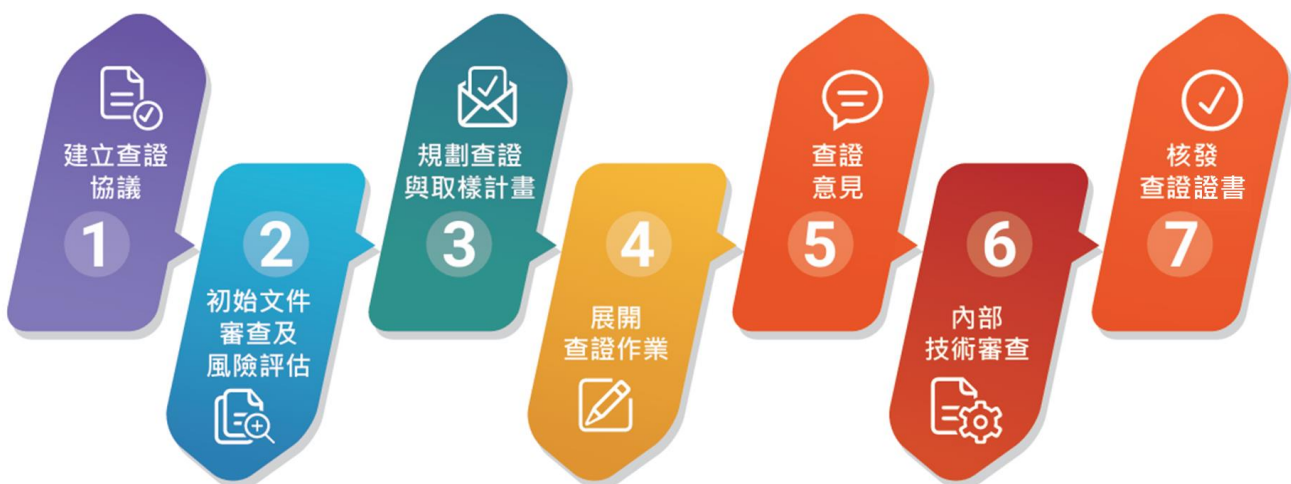 建立查證
協議
1
2
初始文件
審查及
風險評估
規劃查證
與取樣計畫
3
4
展開
查證作業
查證
意見
5
6
內部
技術審查
核發
查證證書
7